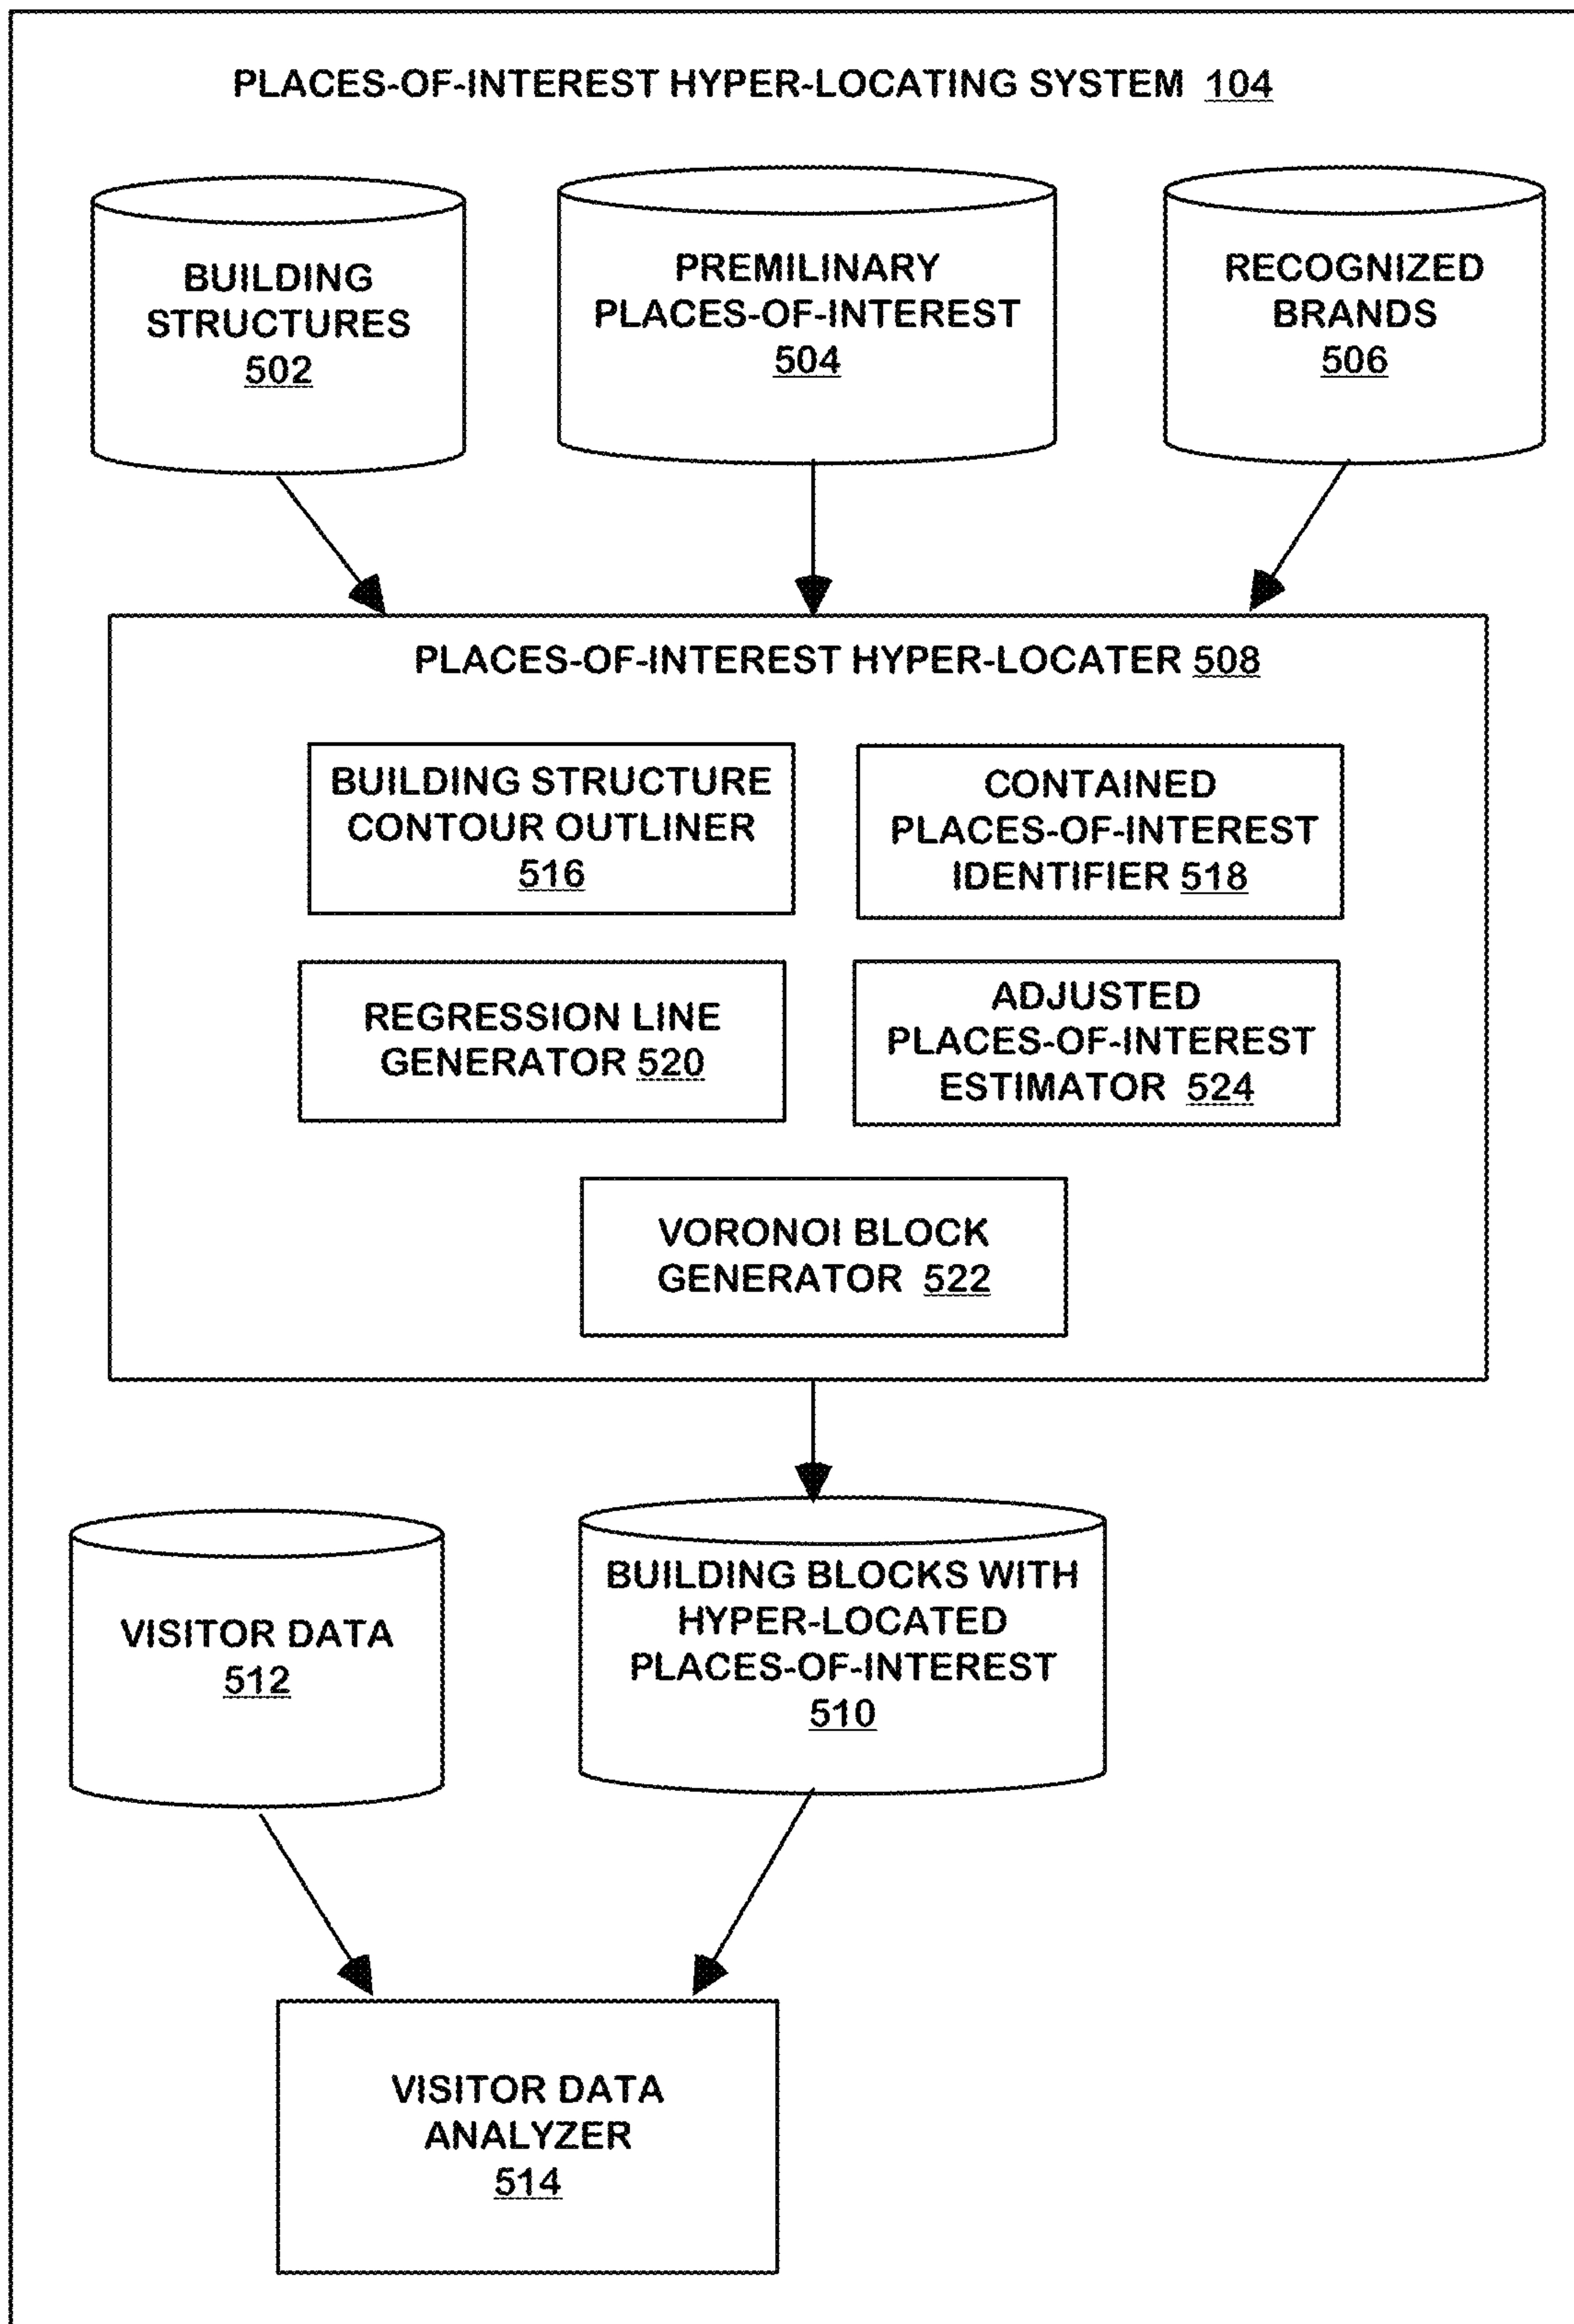 PLACES-OF-INTEREST HYPER-LOCATING SYSTEM 104
BUILDING
STRUCTURES
502
PREMILINARY
PLACES-OF-INTEREST
504
RECOGNIZED
BRANDS
506
PLACES-OF-INTEREST HYPER-LOCATER 508
BUILDING STRUCTURE
CONTOUR OUTLINER
516
CONTAINED
PLACES-OF-INTEREST
IDENTIFIER 518
REGRESSION LINE
GENERATOR 520
ADJUSTED
PLACES-OF-INTEREST
ESTIMATOR 524
VORONOI BLOCK
GENERATOR 522
VISITOR DATA
512
BUILDING BLOCKS WITH
HYPER-LOCATED
PLACES-OF-INTEREST
510
VISITOR DATA
ANALYZER
514